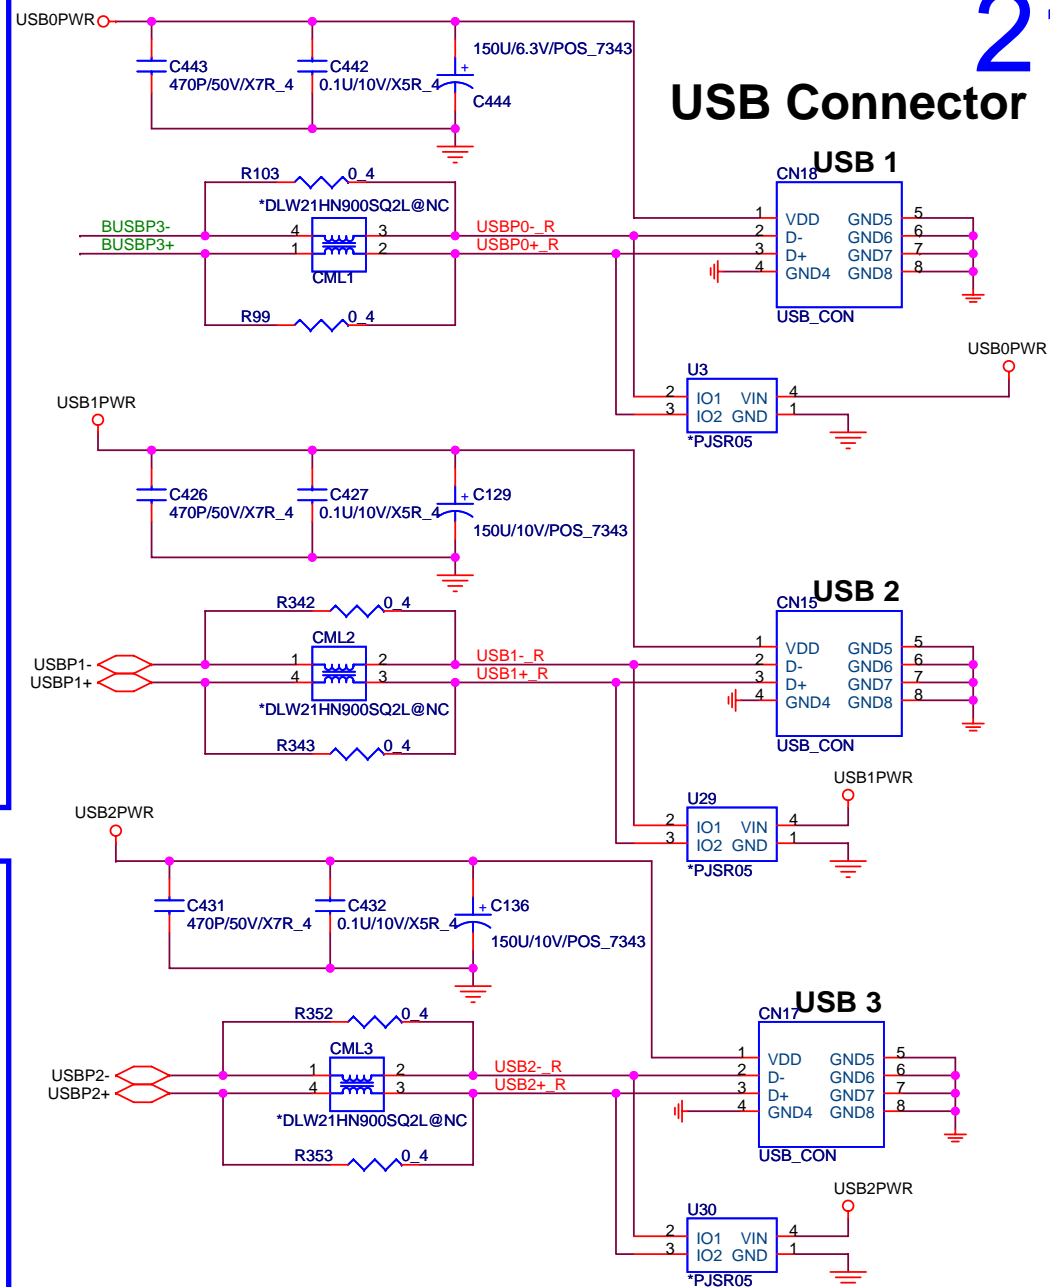 2
USB Connector
USB0PWR
C443
470P/50V/X7R_4
C442
0.1U/10V/X5R_4
150U/6.3V/POS_7343
+
C444
USB 1
CN18
R103
0_4
*DLW21HN900SQ2L@NC
BUSBP3-
BUSBP3+
4
1
3
2
USBP0-_R
USBP0+_R
CML1
R99
0_4
1
2
3
4
VDD
D-
D+
GND4
GND5
GND6
GND7
GND8
5
6
7
8
USB_CON
USB0PWR
U3
2
3
IO1
IO2
VIN
GND
4
1
*PJSR05
USB1PWR
C426
470P/50V/X7R_4
C427
0.1U/10V/X5R_4
+
C129
150U/10V/POS_7343
USB 2
CN15
R342
0_4
CML2
USBP1-
USBP1+
1
4
2
3
USB1-_R
USB1+_R
*DLW21HN900SQ2L@NC
R343
0_4
1
2
3
4
VDD
D-
D+
GND4
GND5
GND6
GND7
GND8
5
6
7
8
USB_CON
USB1PWR
U29
2
3
IO1
IO2
VIN
GND
4
1
*PJSR05
USB2PWR
C431
470P/50V/X7R_4
C432
0.1U/10V/X5R_4
+
C136
150U/10V/POS_7343
USB 3
CN17
R352
0_4
CML3
USBP2-
USBP2+
1
4
2
3
USB2-_R
USB2+_R
*DLW21HN900SQ2L@NC
R353
0_4
1
2
3
4
VDD
D-
D+
GND4
GND5
GND6
GND7
GND8
5
6
7
8
USB_CON
USB2PWR
U30
2
3
IO1
IO2
VIN
GND
4
1
*PJSR05